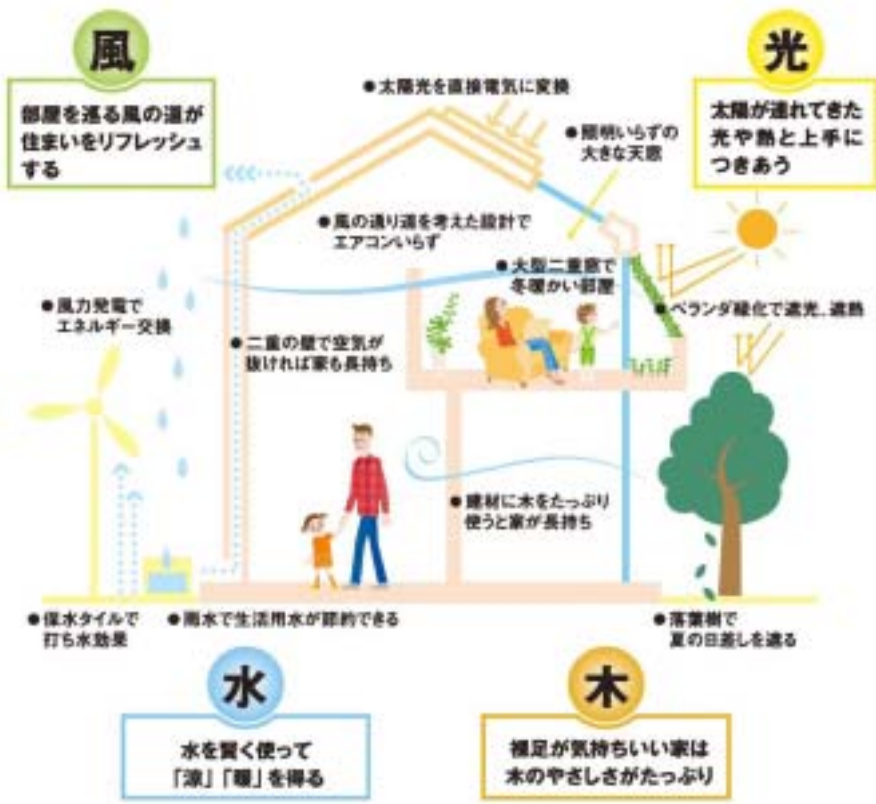 風
部屋を巡る風の道が
住まいをリフレッシュ
する
光
太陽が連れてきた
光や熱と上手に
つきあう
●太陽光を直接電気に変換
●照明いらずの
大きな天窓
●風の通り道を考えた設計で
エアコンいらず
●大型二重窓で
冬暖かい部屋
●風力発電で
エネルギー交換
●二重の壁で空気が
抜ければ家も長持ち
●ベランダ緑化で遮光、遮熱
●建材に木をたっぷり
使うと家が長持ち
●保水タイルで
打ち水効果
●雨水で生活用水が節約できる
●落葉樹で
夏の日差しを遮る
水
水を賢く使って
「涼」「暖」を得る
木
裸足が気持ちいい家は
木のやさしさがたっぷり